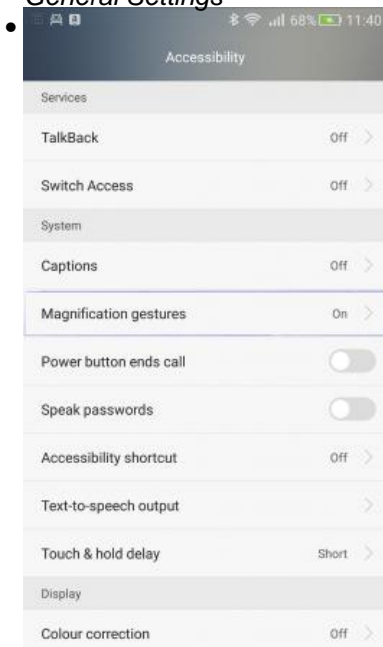 General Settings
68% 11:40
Accessibility
Services
TalkBack Off
Switch Access Off
System
Captions Off
Magnification gestures On
Power button ends call
Speak passwords
Accessibility shortcut Off
Text-to-speech output
Touch & hold delay Short
Display
Colour correction Off